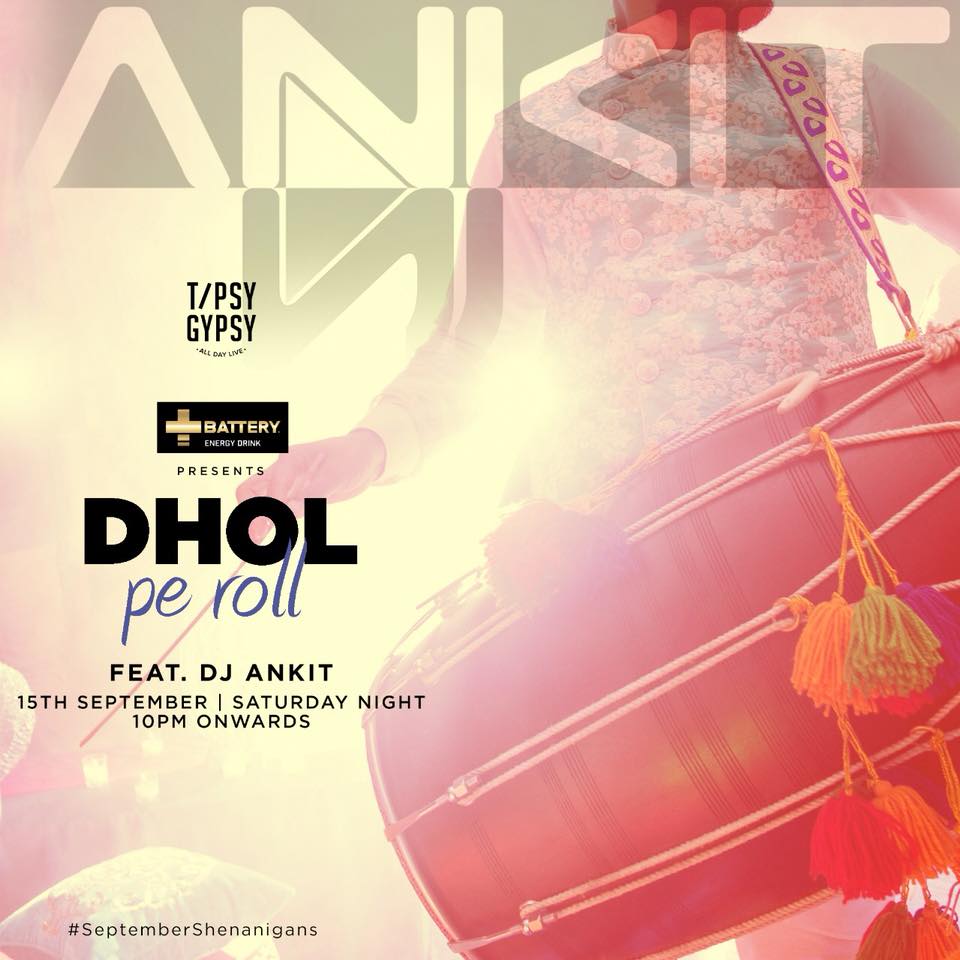 ANKIT
T/PSY
GYPSY
·ALL DAY LIVE·
BATTERY
ENERGY DRINK
PRESENTS
DHOL
pe roll
FEAT. DJ ANKIT
15TH SEPTEMBER | SATURDAY NIGHT
10PM ONWARDS
#SeptemberShenanigans